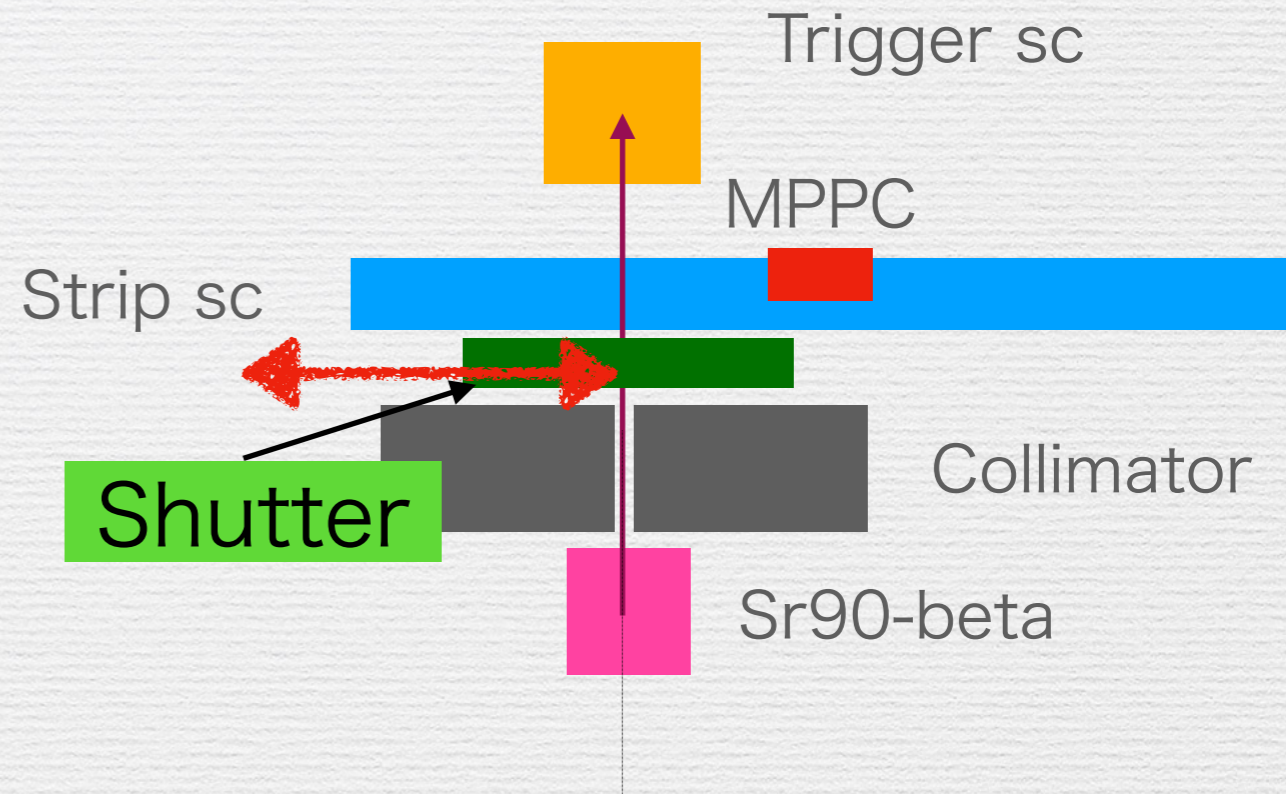 Trigger sc
MPPC
Strip sc
Collimator
Shutter
Sr90-beta